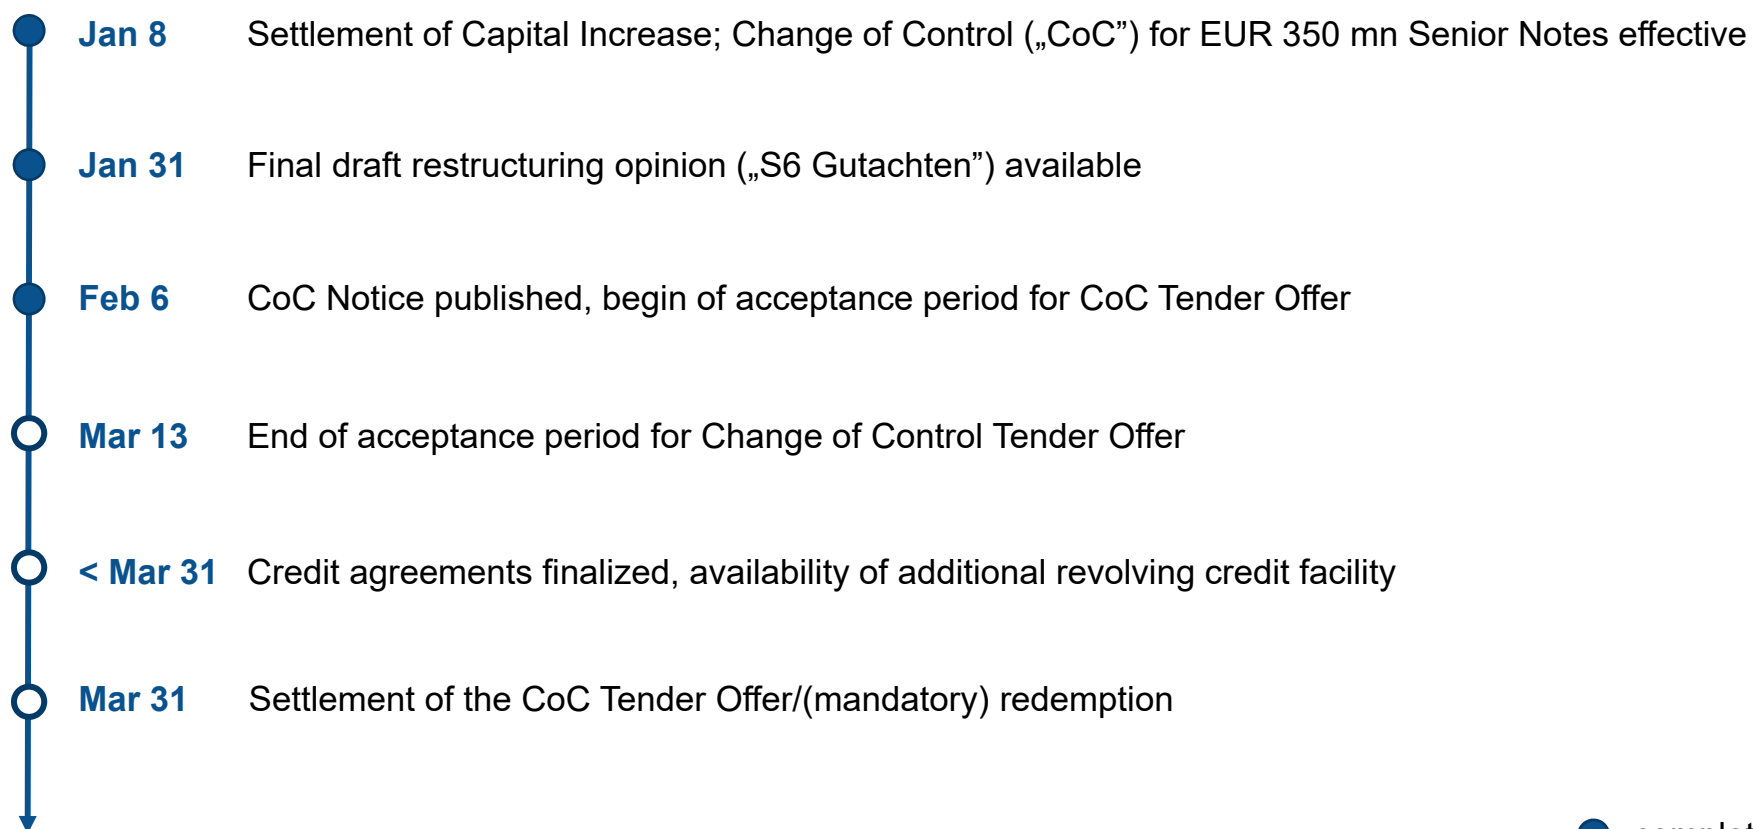 Jan 8 Settlement of Capital Increase; Change of Control („CoC”) for EUR 350 mn Senior Notes effective
Jan 31 Final draft restructuring opinion („S6 Gutachten”) available
Feb 6 CoC Notice published, begin of acceptance period for CoC Tender Offer
Mar 13 End of acceptance period for Change of Control Tender Offer
< Mar 31 Credit agreements finalized, availability of additional revolving credit facility
Mar 31 Settlement of the CoC Tender Offer/(mandatory) redemption